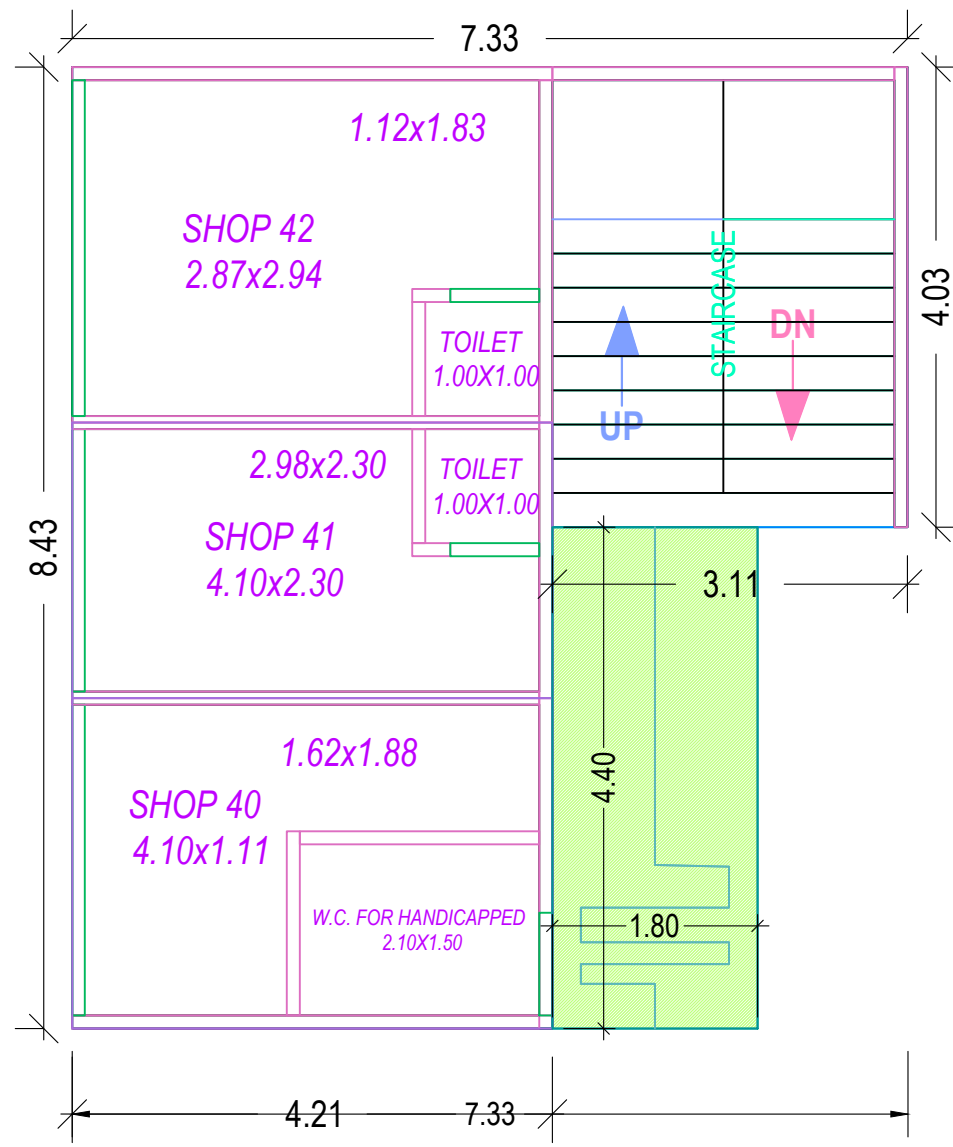 7.33
1.12x1.83
SHOP 42
2.87x2.94
TOILET
1.00X1.00
STAIRCASE
UP
DN
4.03
8.43
2.98x2.30
TOILET
1.00X1.00
SHOP 41
4.10x2.30
3.11
1.62x1.88
SHOP 40
4.10x1.11
4.40
W.C. FOR HANDICAPPED
2.10X1.50
1.80
4.21
7.33